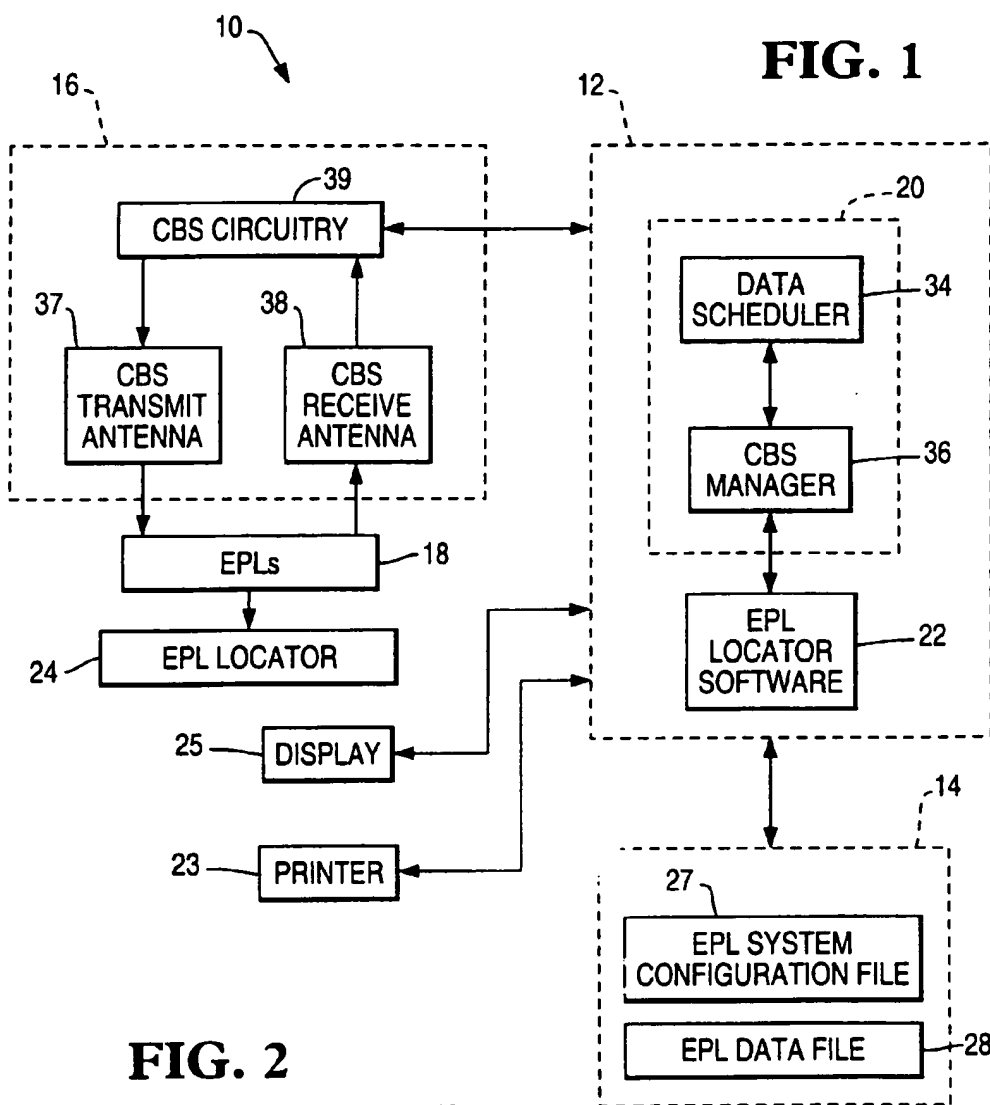 10
FIG. 1
16
12
39
CBS CIRCUITRY
20
DATA
SCHEDULER
34
37
38
CBS
TRANSMIT
ANTENNA
CBS
RECEIVE
ANTENNA
CBS
MANAGER
36
EPLs
18
EPL LOCATOR
24
EPL
LOCATOR
SOFTWARE
22
25
DISPLAY
14
23
PRINTER
27
EPL SYSTEM
CONFIGURATION FILE
EPL DATA FILE
28
FIG. 2